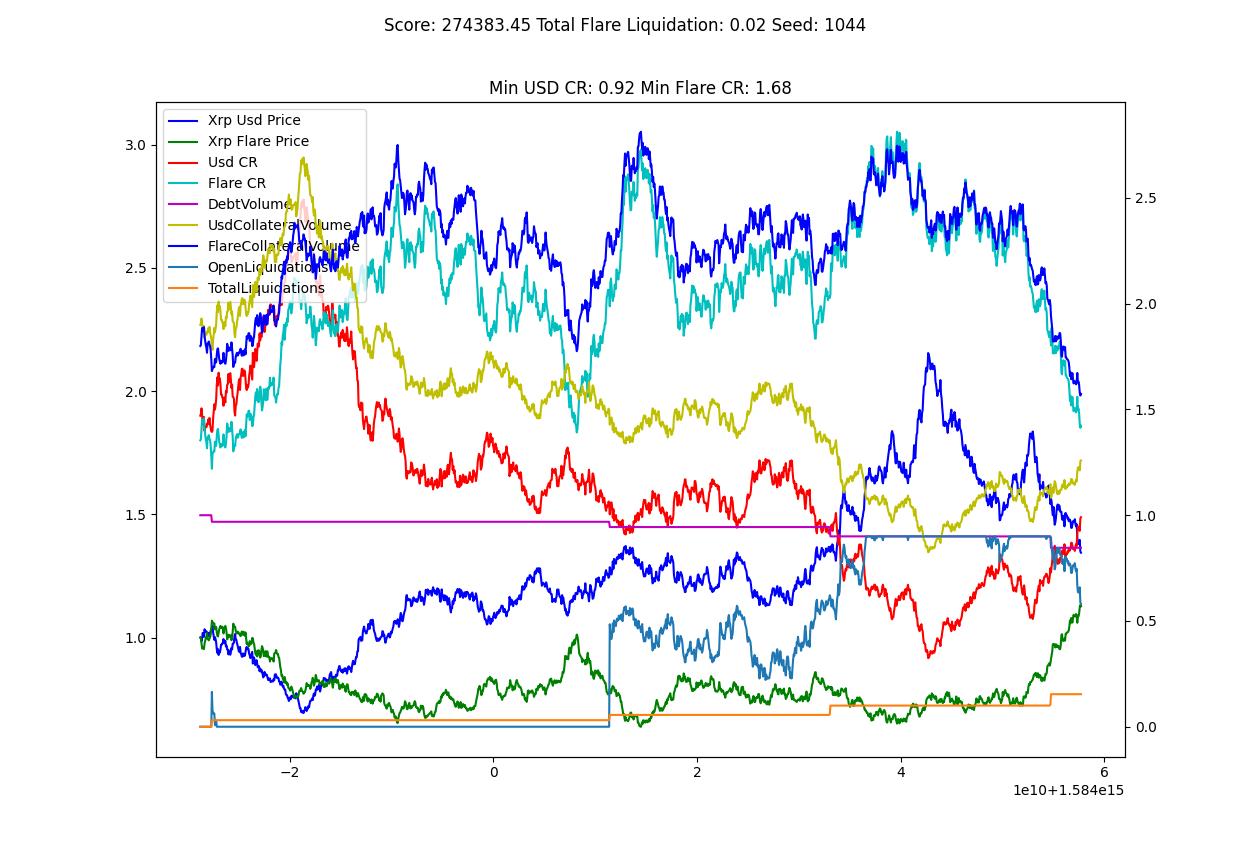 Score: 274383.45 Total Flare Liquidation: 0.02 Seed: 1044
Min USD CR: 0.92 Min Flare CR: 1.68
Xrp Usd Price
Xrp Flare Price
Usd CR
Flare CR
DebtVolume
UsdCollateralVolume
FlareCollateralVolume
OpenLiquidations
TotalLiquidations
3.0
2.5
2.0
1.5
1.0
2.5
2.0
1.5
1.0
0.5
0.0
−2
0
2
4
6
1e10+1.584e15